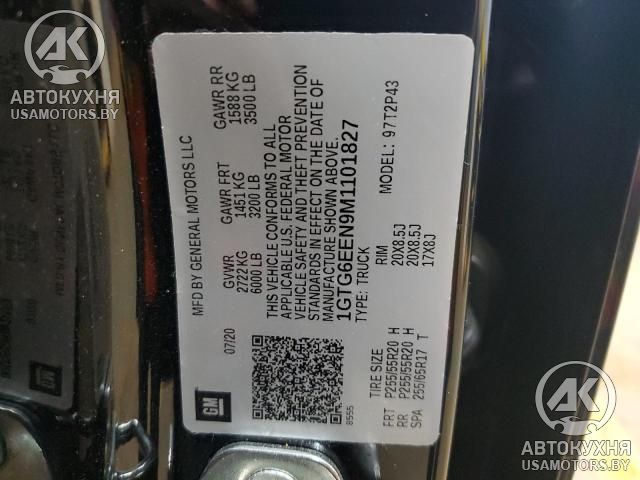 MFD BY GENERAL MOTORS LLC
07/20
GVWR
2722 KG
6000 LB
GAWR FRT
1451 KG
3200 LB
GAWR RR
1588 KG
3500 LB
THIS VEHICLE CONFORMS TO ALL
APPLICABLE U.S. FEDERAL MOTOR
VEHICLE SAFETY AND THEFT PREVENTION
STANDARDS IN EFFECT ON THE DATE OF
MANUFACTURE SHOWN ABOVE.
1GTG6EEN9M1101827
TYPE: TRUCK
MODEL: 97T2P43
TIRE SIZE RIM
FRT P255/55R20 H 20X8.5J
RR P255/55R20 H 20X8.5J
SPA 255/65R17 T 17X8J
GM
8555
АК
АВТОКУХНЯ
USAMOTORS.BY
АК
АВТОКУХНЯ
USAMOTORS.BY